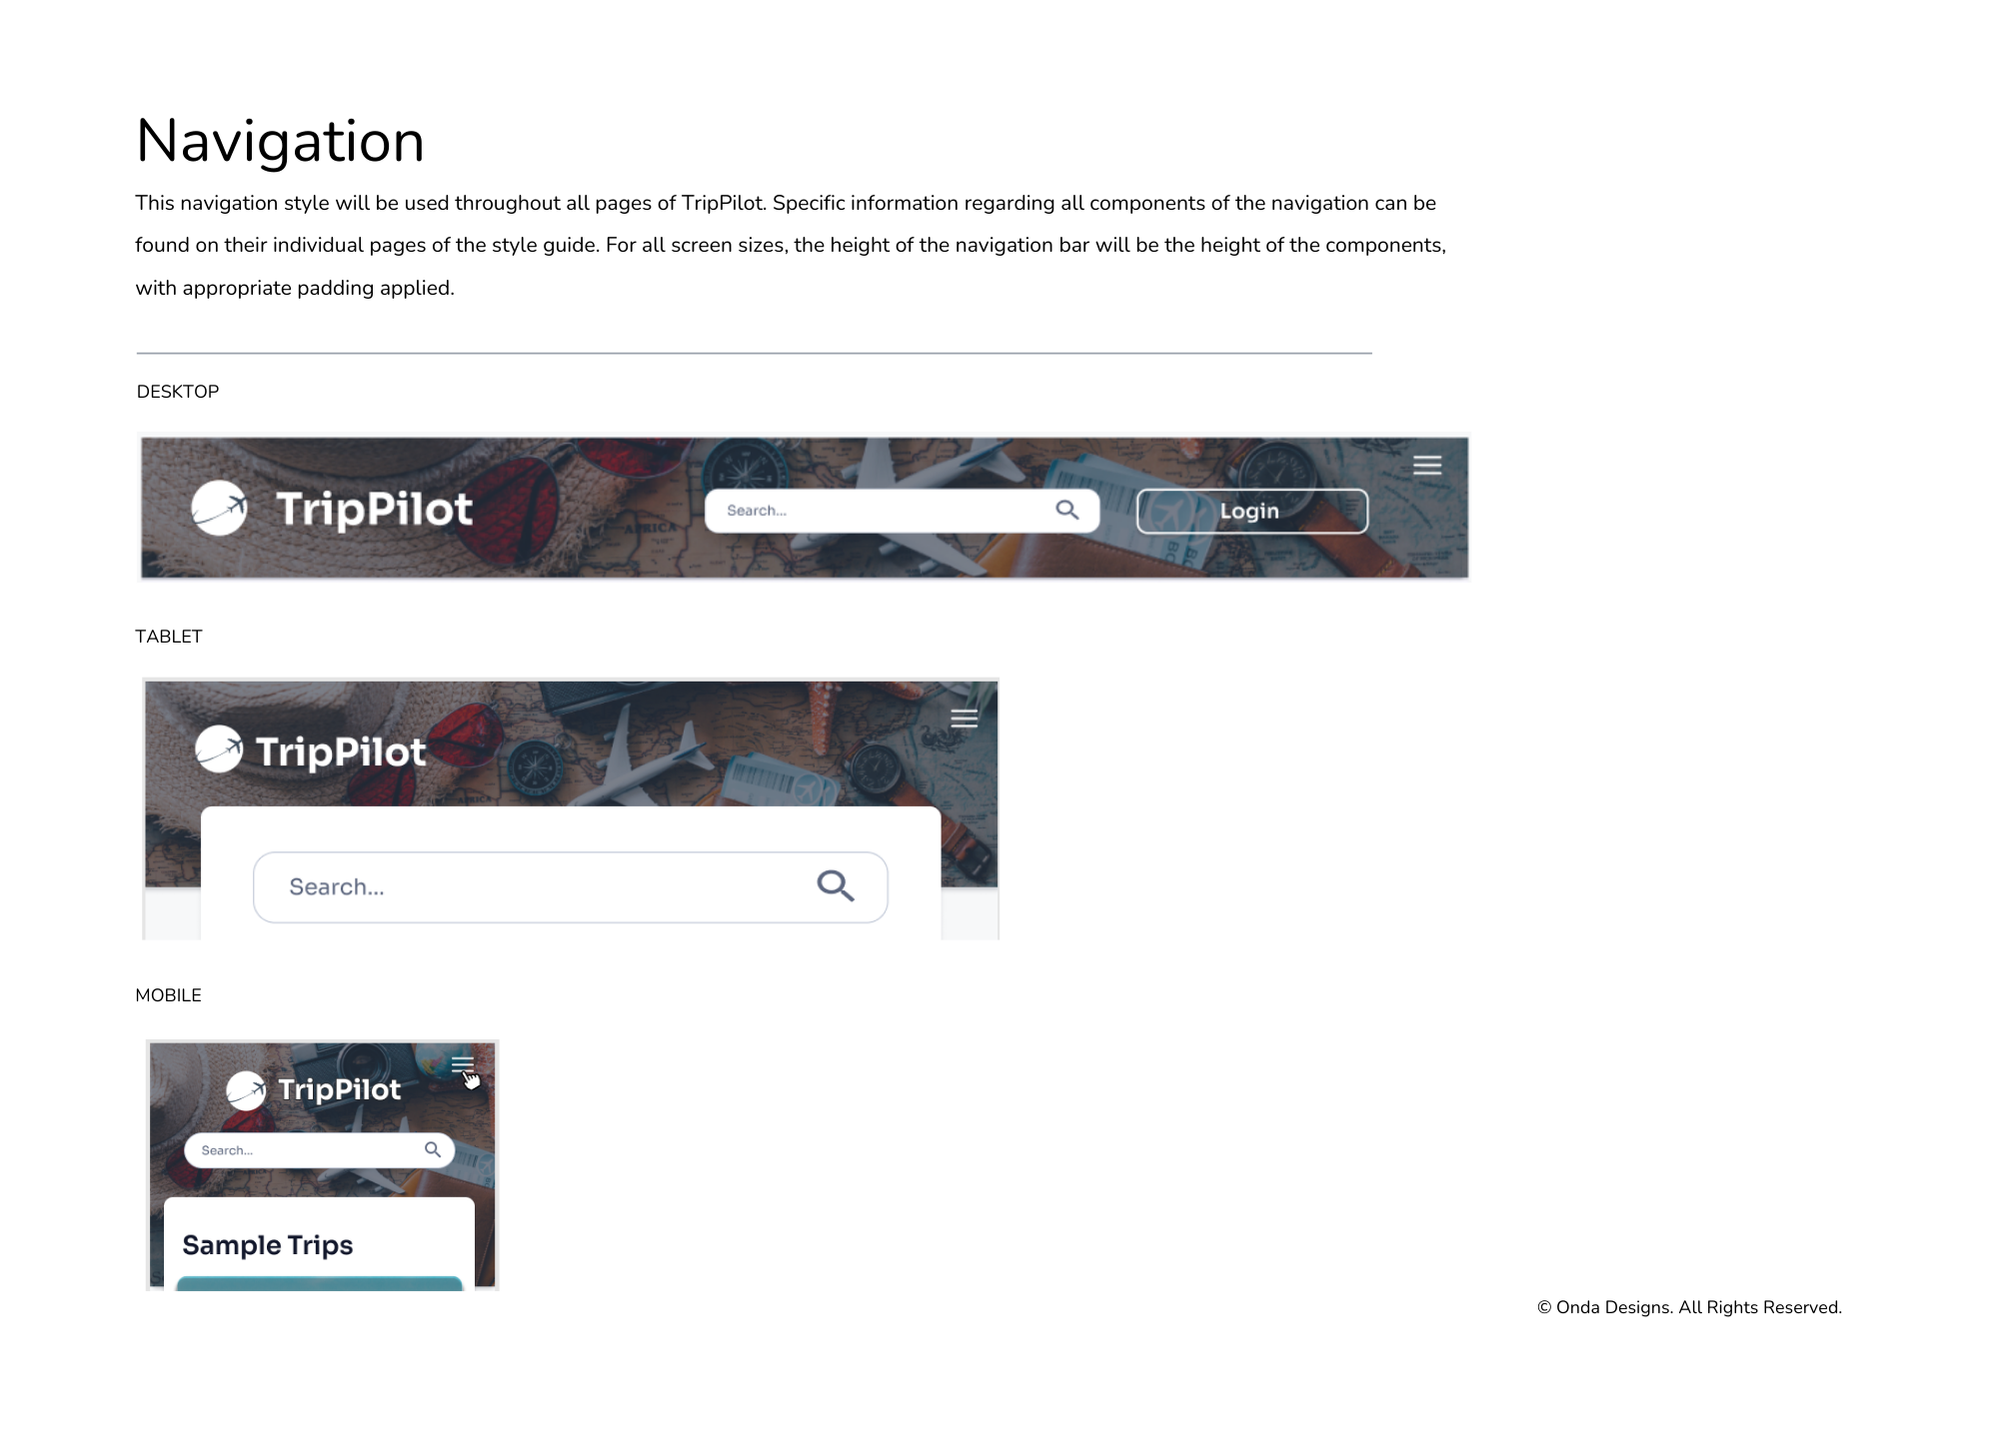 Navigation
This navigation style will be used throughout all pages of TripPilot. Specific information regarding all components of the navigation can be
found on their individual pages of the style guide. For all screen sizes, the height of the navigation bar will be the height of the components,
with appropriate padding applied.
DESKTOP
TripPilot
Search...
Login
AFRICA
TABLET
TripPilot
AFRICA
Search...
MOBILE
TripPilot
Search...
Sample Trips
© Onda Designs. All Rights Reserved.